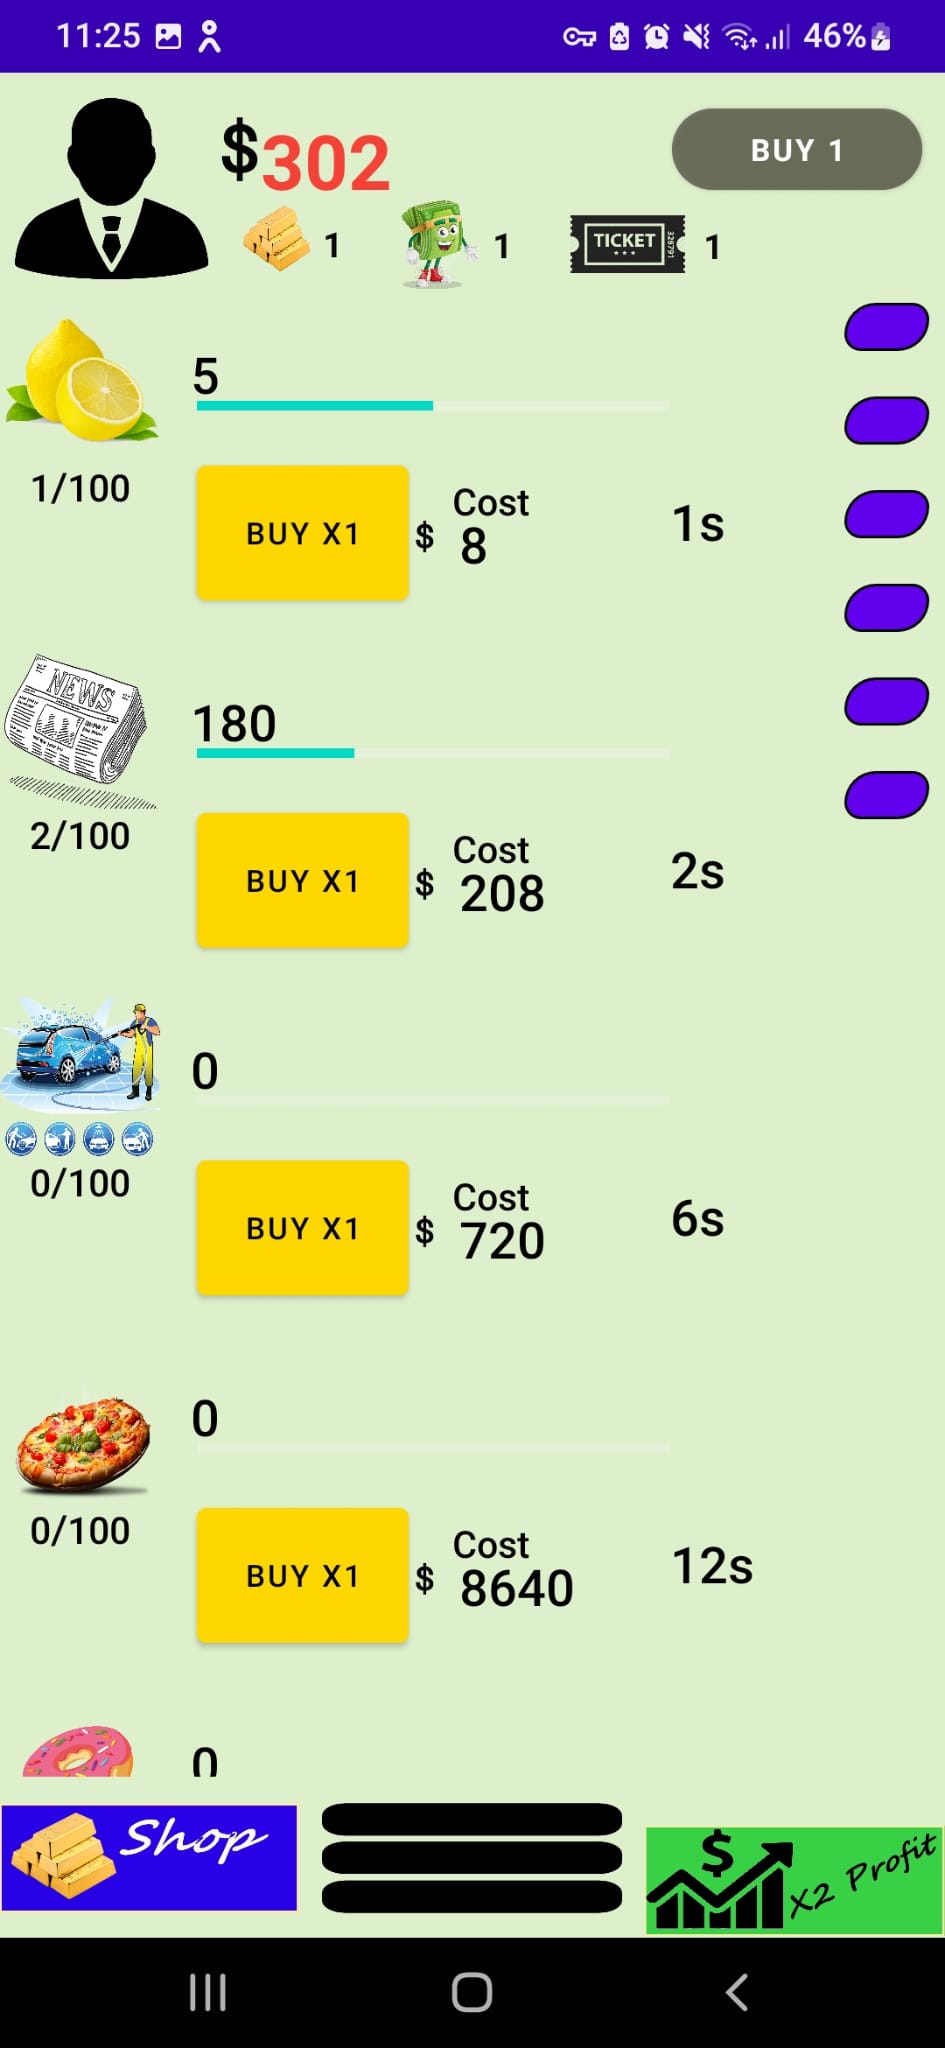 11:25
46%
$302
BUY 1
1
1
TICKET
328791
1
5
1/100
BUY X1
Cost
$ 8
1s
NEWS
180
2/100
BUY X1
Cost
$ 208
2s
0
0/100
BUY X1
Cost
$ 720
6s
0
0/100
BUY X1
Cost
$ 8640
12s
0
Shop
$
X2 Profit